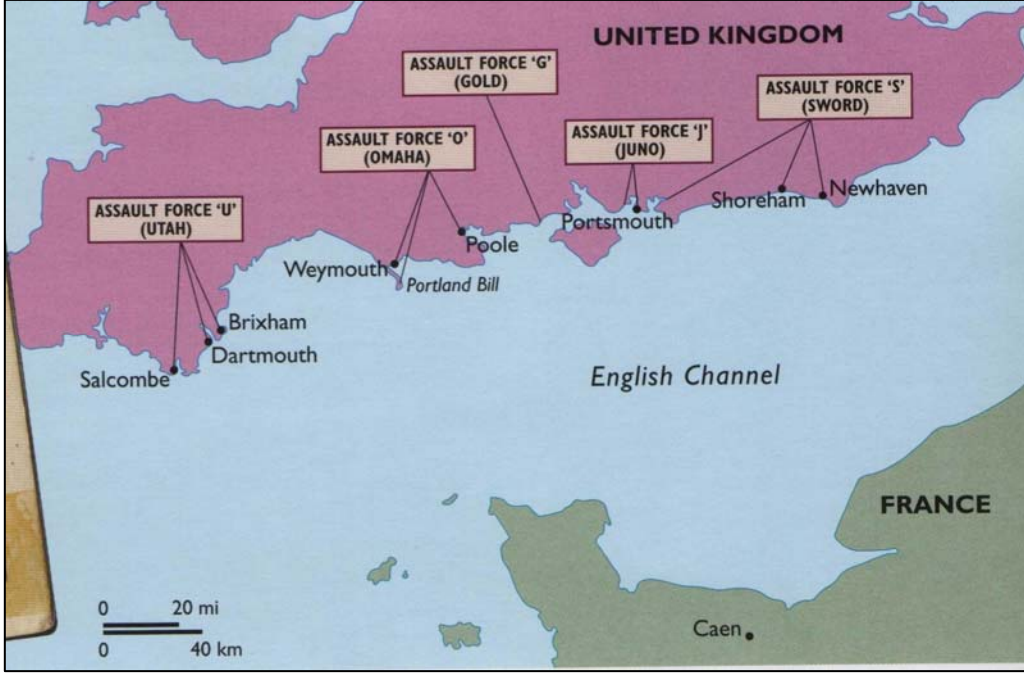 UNITED KINGDOM
ASSAULT FORCE 'G'
(GOLD)
ASSAULT FORCE 'S'
(SWORD)
ASSAULT FORCE 'O'
(OMAHA)
ASSAULT FORCE 'J'
(JUNO)
ASSAULT FORCE 'U'
(UTAH)
Newhaven
Shoreham
Portsmouth
Poole
Weymouth
Portland Bill
Brixham
Dartmouth
Salcombe
English Channel
FRANCE
Caen
0 20 mi
0 40 km